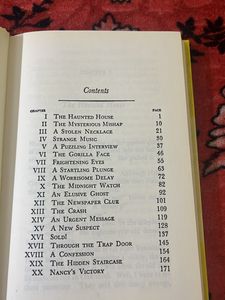 Contents
CHAPTER PAGE
I The Haunted House 1
II The Mysterious Mishap 10
III A Stolen Necklace 21
IV Strange Music 30
V A Puzzling Interview 37
VI The Gorilla Face 46
VII Frightening Eyes 55
VIII A Startling Plunge 63
IX A Worrisome Delay 72
X The Midnight Watch 82
XI An Elusive Ghost 92
XII The Newspaper Clue 101
XIII The Crash 109
XIV An Urgent Message 119
XV A New Suspect 128
XVI Sold! 137
XVII Through the Trap Door 145
XVIII A Confession 154
XIX The Hidden Staircase 164
XX Nancy's Victory 171